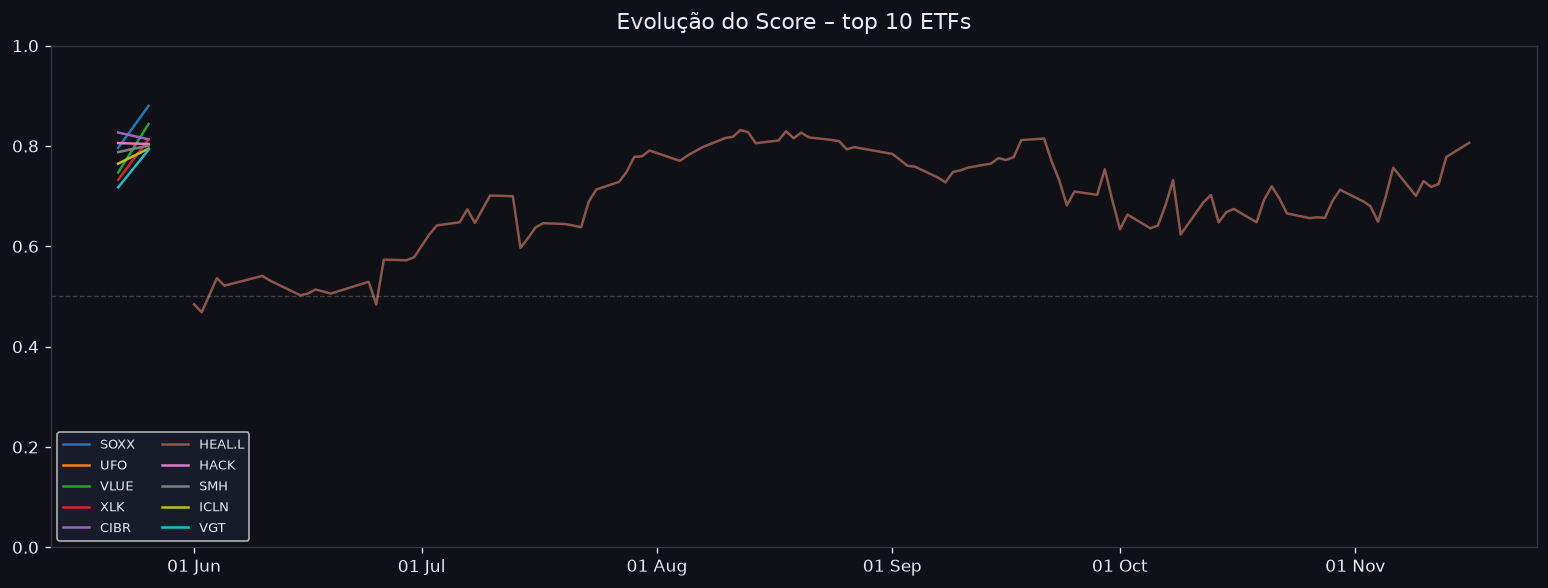 Evolução do Score – top 10 ETFs
1.0
0.8
0.6
0.4
0.2
0.0
SOXX HEAL.L
UFO HACK
VLUE SMH
XLK ICLN
CIBR VGT
01 Jun 01 Jul 01 Aug 01 Sep 01 Oct 01 Nov